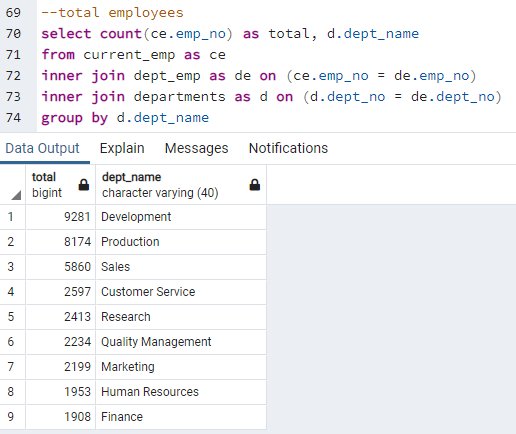 69 --total employees
70 select count(ce.emp_no) as total, d.dept_name
71 from current_emp as ce
72 inner join dept_emp as de on (ce.emp_no = de.emp_no)
73 inner join departments as d on (d.dept_no = de.dept_no)
74 group by d.dept_name
Data Output Explain Messages Notifications
total dept_name
bigint character varying (40)
1 9281 Development
2 8174 Production
3 5860 Sales
4 2597 Customer Service
5 2413 Research
6 2234 Quality Management
7 2199 Marketing
8 1953 Human Resources
9 1908 Finance